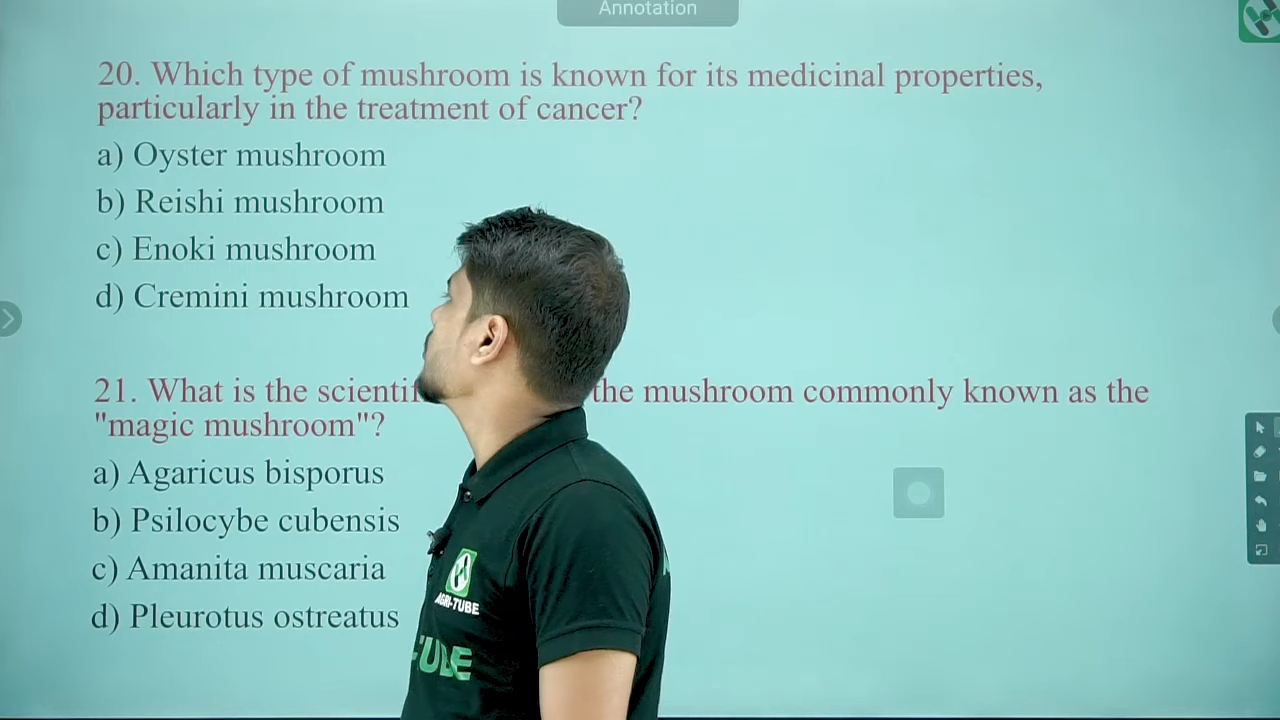 Annotation
20. Which type of mushroom is known for its medicinal properties,
particularly in the treatment of cancer?
a) Oyster mushroom
b) Reishi mushroom
c) Enoki mushroom
d) Cremini mushroom
21. What is the the mushroom commonly known as the
"magic mushroom"?
a) Agaricus bisporus
b) Psilocybe cubensis
c) Amanita muscaria
d) Pleurotus ostreatus
AGRI-TUBE